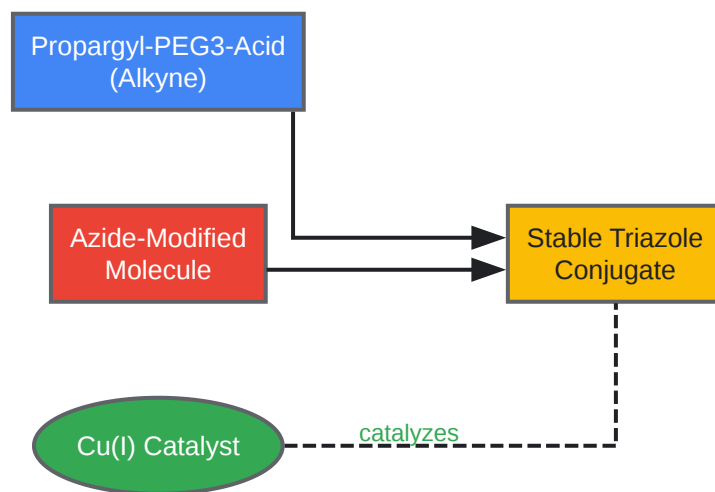 Propargyl-PEG3-Acid
(Alkyne)
Azide-Modified
Molecule
Stable Triazole
Conjugate
Cu(I) Catalyst
catalyzes